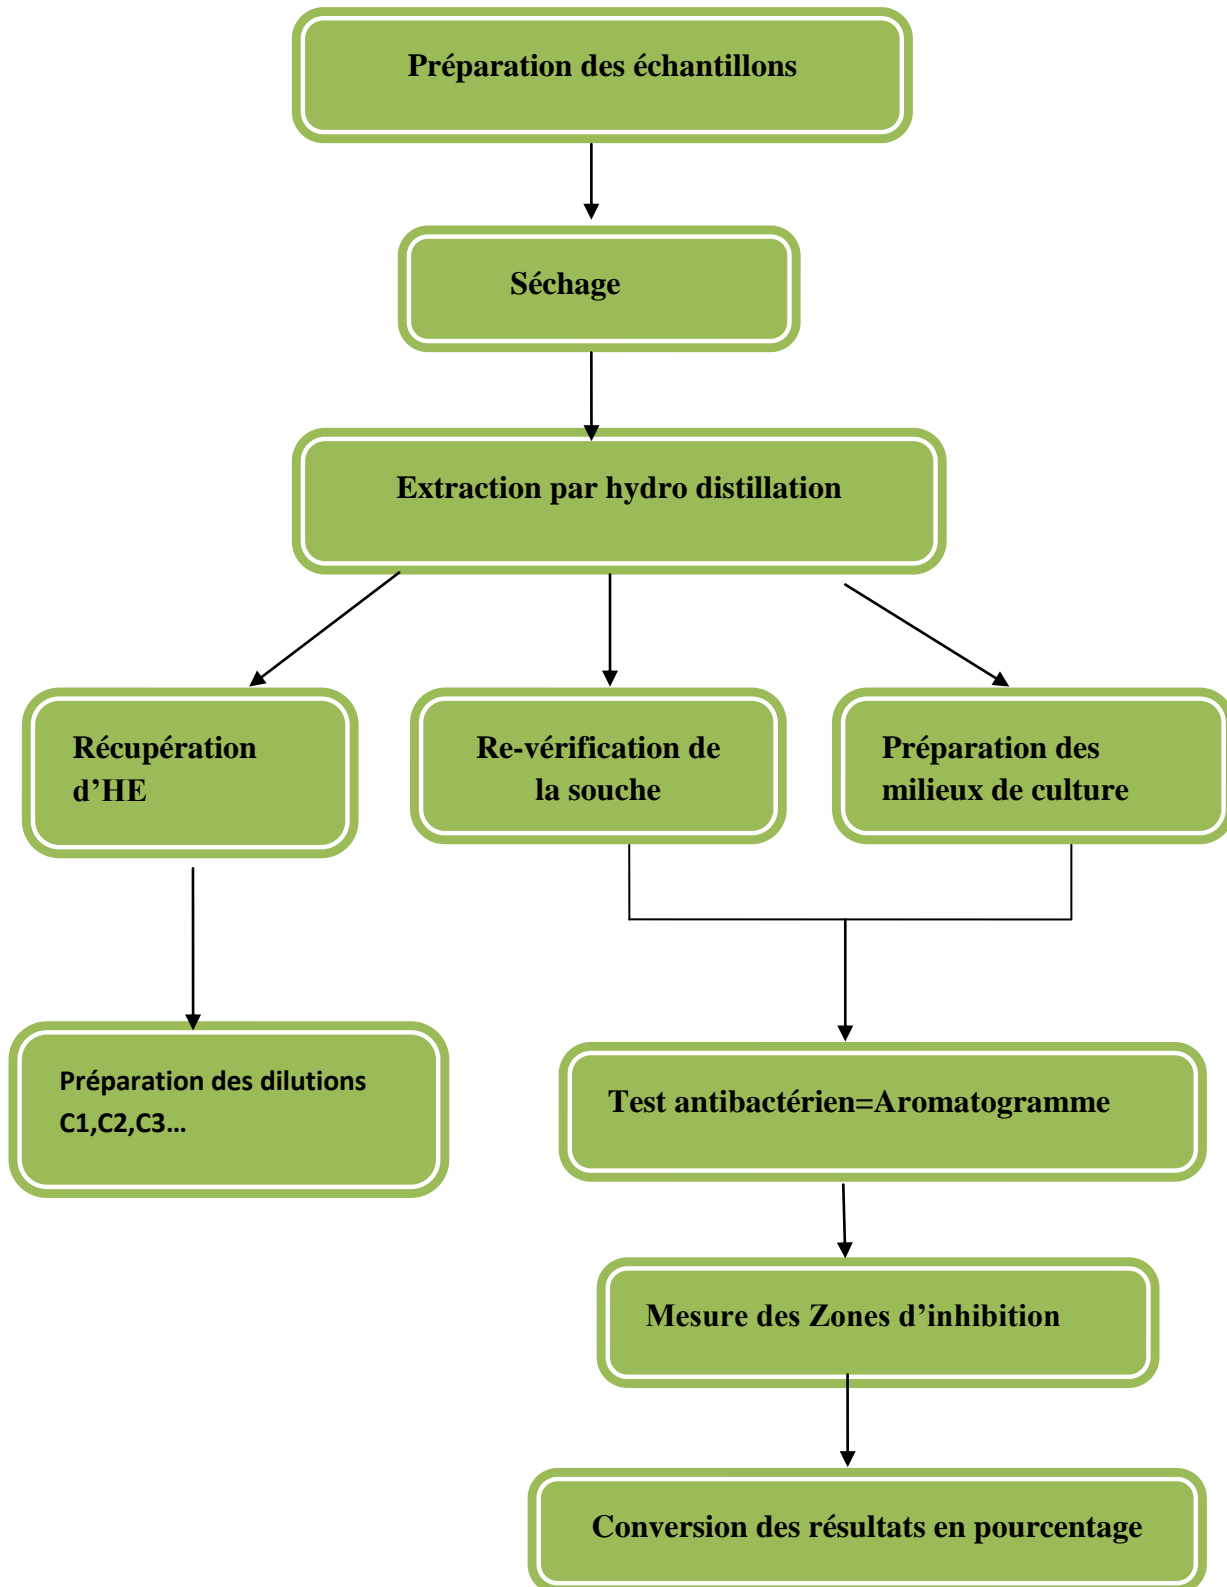 Préparation des échantillons
Séchage
Extraction par hydro distillation
Récupération
d’HE
Re-vérification de
la souche
Préparation des
milieux de culture
Préparation des dilutions
C1,C2,C3…
Test antibactérien=Aromatogramme
Mesure des Zones d’inhibition
Conversion des résultats en pourcentage